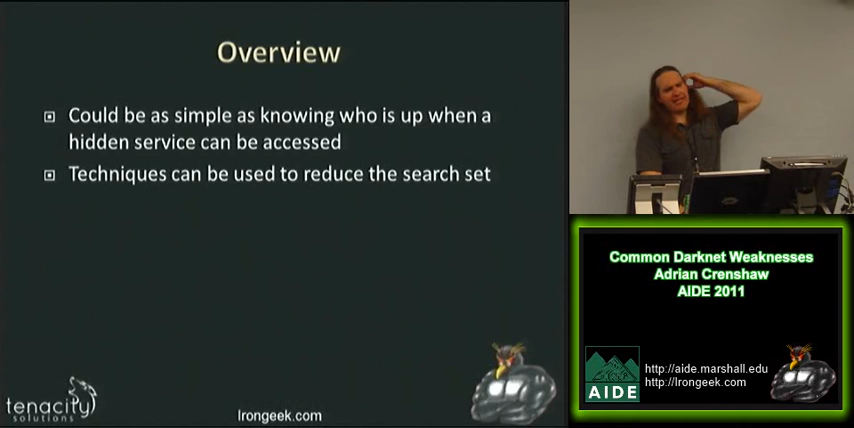 Overview
Could be as simple as knowing who is up when a
hidden service can be accessed
Techniques can be used to reduce the search set
tenacity
solutions
Irongeek.com
Common Darknet Weaknesses
Adrian Crenshaw
AIDE 2011
AIDE
http://aide.marshall.edu
http://Irongeek.com